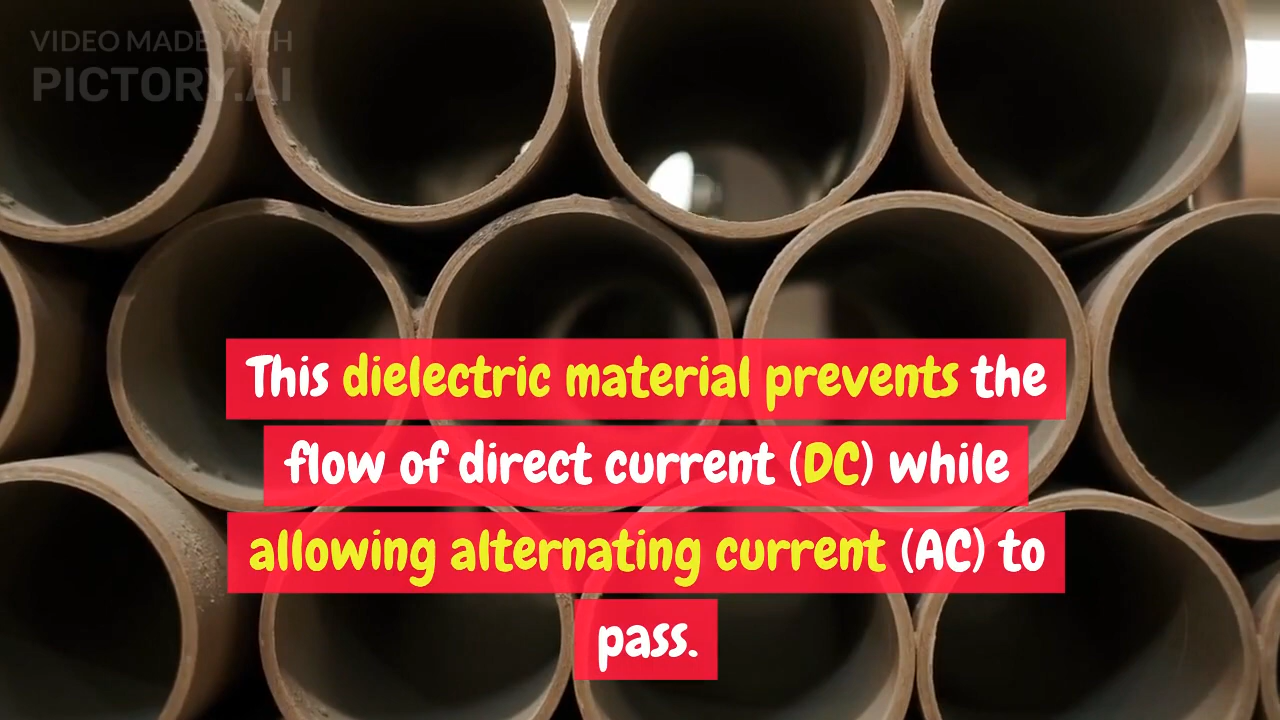 VIDEO MADE WITH
PICTORY.AI
This dielectric material prevents the
flow of direct current (DC) while
allowing alternating current (AC) to
pass.